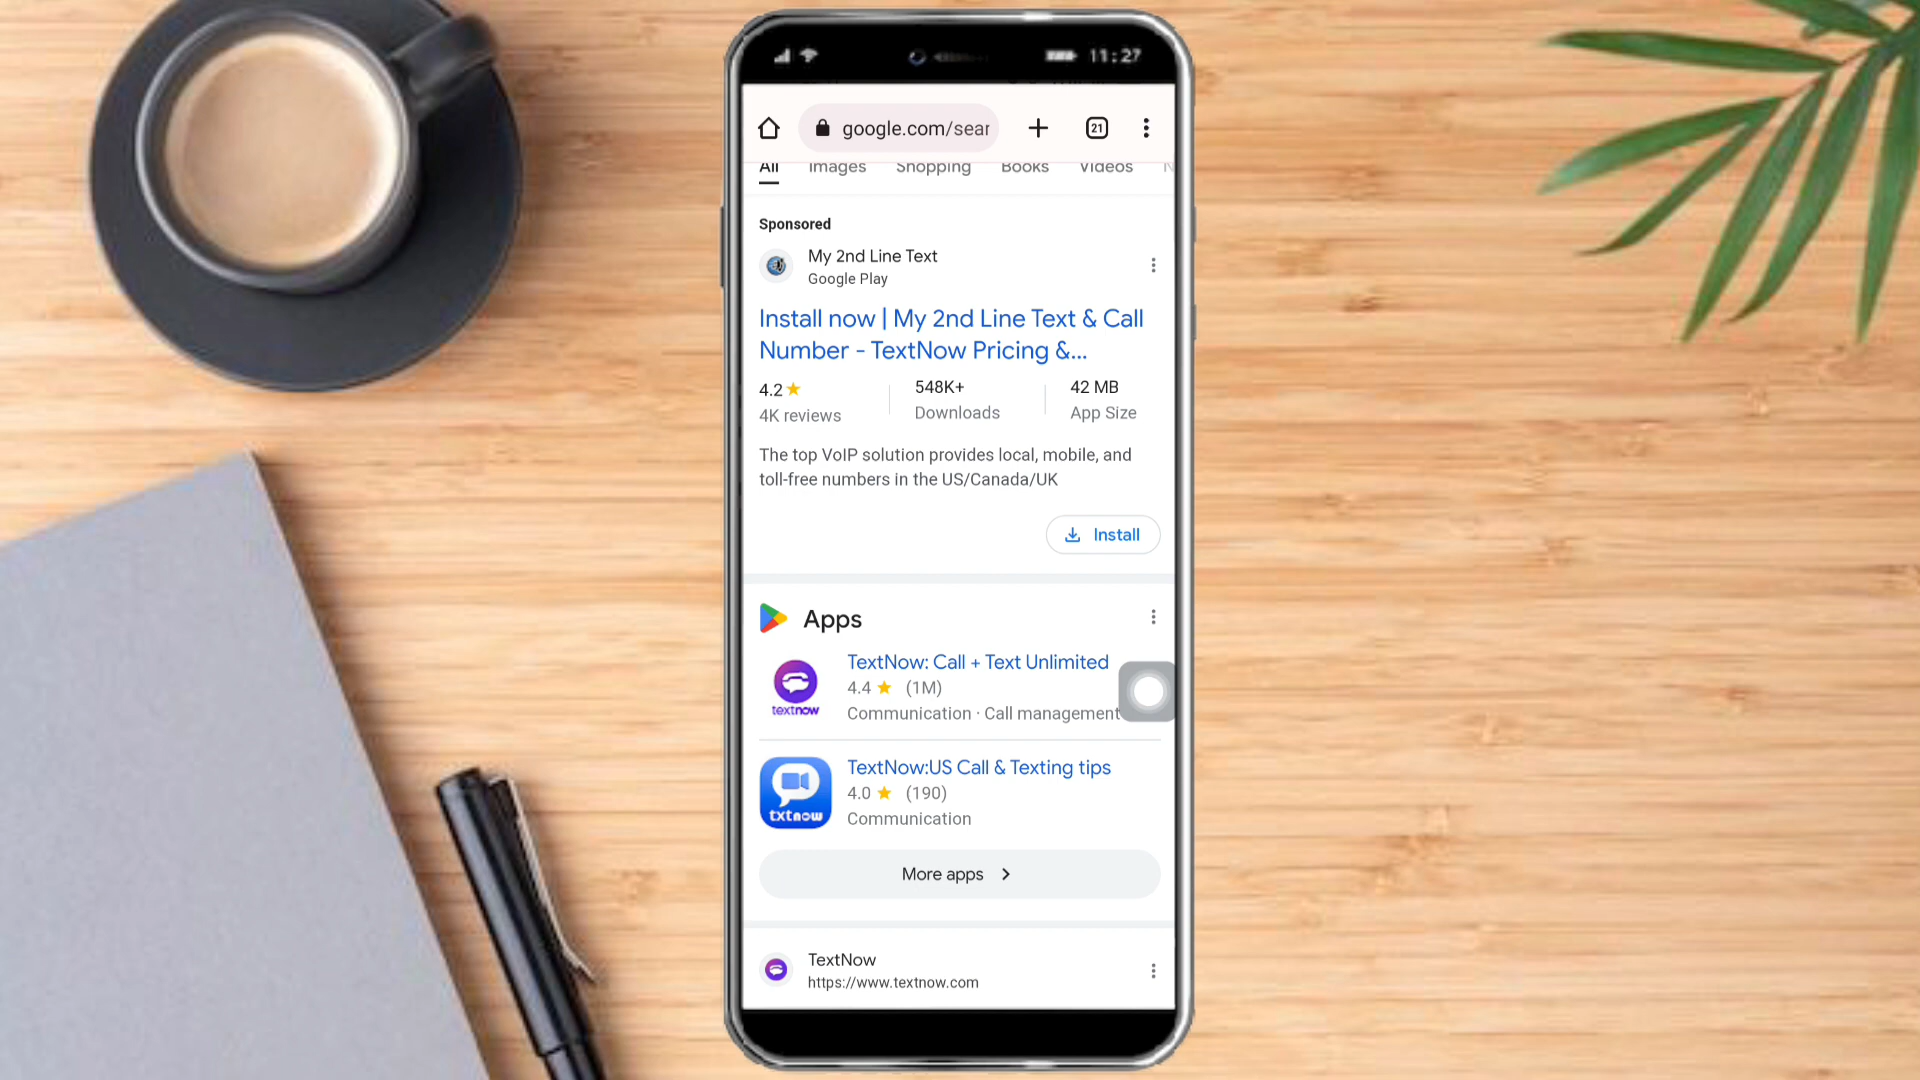 11:27
google.com/sear
21
All Images Shopping Books Videos
Sponsored
My 2nd Line Text
Google Play
Install now | My 2nd Line Text & Call
Number - TextNow Pricing &...
4.2★ 548K+ 42 MB
4K reviews Downloads App Size
The top VoIP solution provides local, mobile, and
toll-free numbers in the US/Canada/UK
Install
Apps
TextNow: Call + Text Unlimited
4.4 ★ (1M)
Communication · Call management
textnow
TextNow:US Call & Texting tips
4.0 ★ (190)
Communication
txtnow
More apps
TextNow
https://www.textnow.com